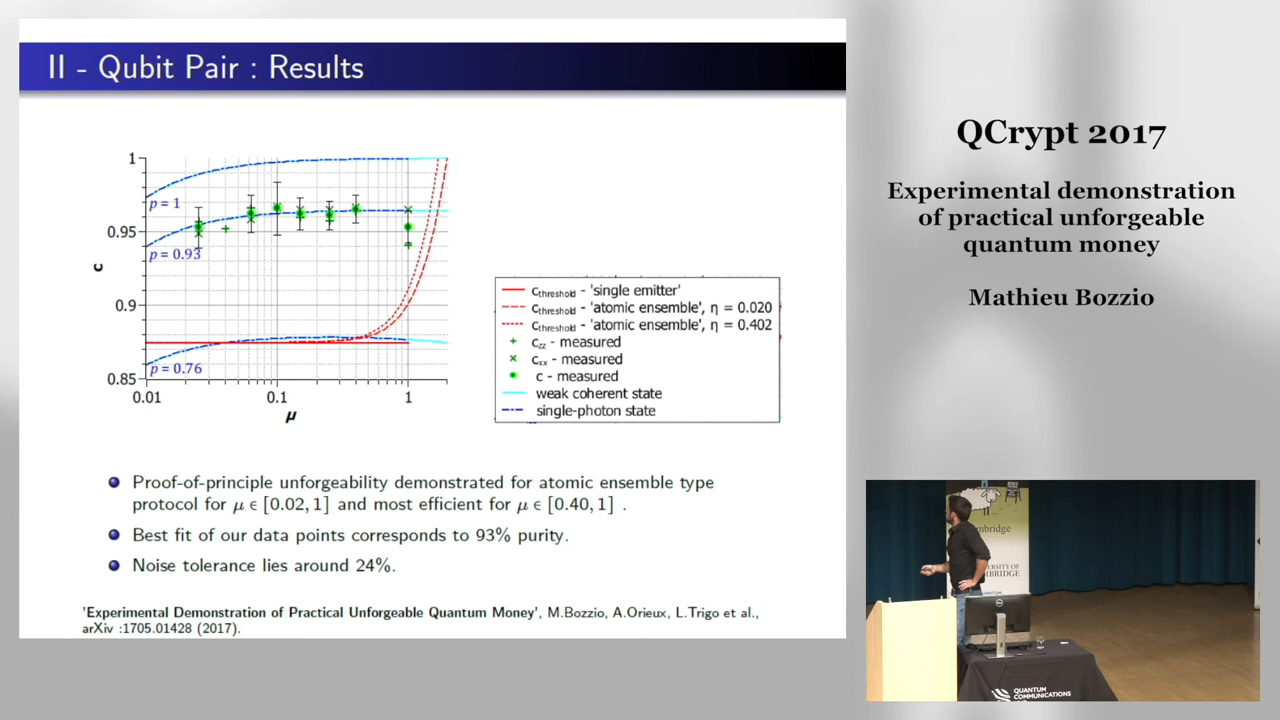 II - Qubit Pair : Results
1
0.95
0.9
0.85
c
p = 1
p = 0.93
p = 0.76
0.01
0.1
1
μ
c_threshold - 'single emitter'
c_threshold - 'atomic ensemble', η = 0.020
c_threshold - 'atomic ensemble', η = 0.402
c_zz - measured
c_xx - measured
c - measured
weak coherent state
single-photon state
Proof-of-principle unforgeability demonstrated for atomic ensemble type
protocol for μ ∈ [0.02, 1] and most efficient for μ ∈ [0.40, 1] .
Best fit of our data points corresponds to 93% purity.
Noise tolerance lies around 24%.
'Experimental Demonstration of Practical Unforgeable Quantum Money', M.Bozzio, A.Orieux, L.Trigo et al.,
arXiv :1705.01428 (2017).
QCrypt 2017
Experimental demonstration
of practical unforgeable
quantum money
Mathieu Bozzio
QUANTUM
COMMUNICATIONS